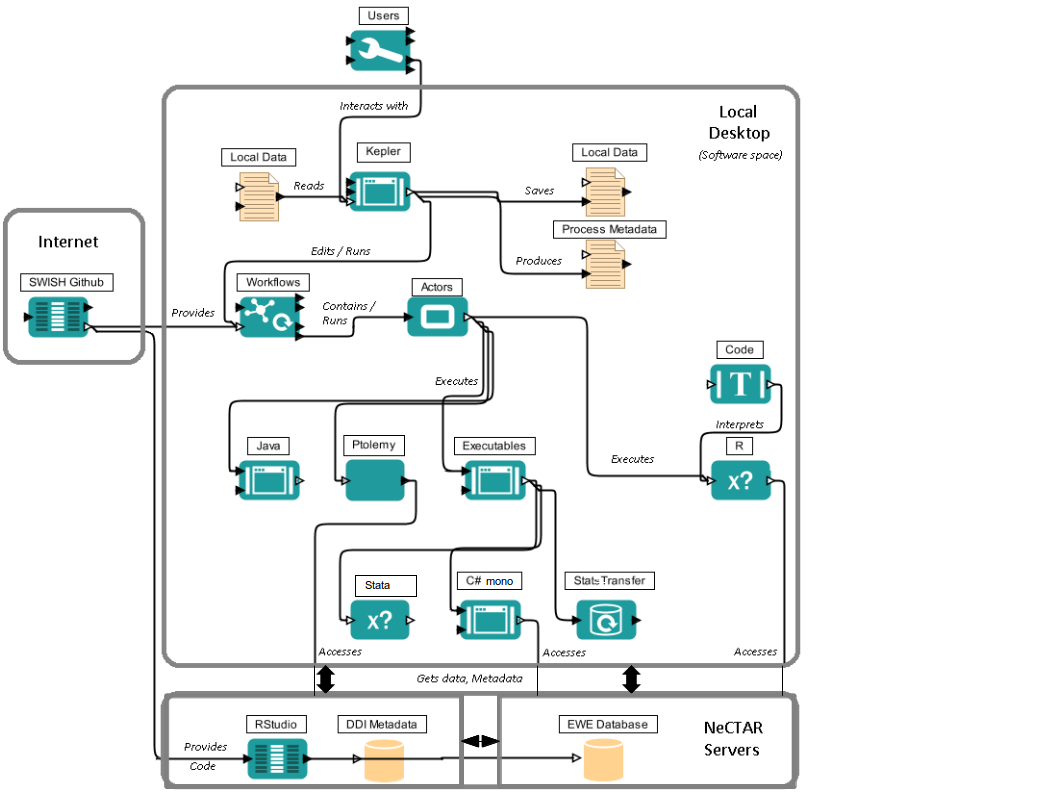 Users
Interacts with
Local
Desktop
(Software space)
Local Data
Kepler
Local Data
Reads
Saves
Process Metadata
Internet
Edits / Runs
Produces
SWISH Github
Workflows
Actors
Provides
Contains /
Runs
Code
T
Executes
Interprets
Java
Ptolemy
Executables
R
Executes
x?
Stata
C# mono
Stat/Transfer
x?
Accesses
Accesses
Accesses
Gets data, Metadata
RStudio
DDI Metadata
EWE Database
NeCTAR
Servers
Provides
Code